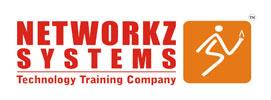 NETWORKZ
SYSTEMS
Technology Training Company
TM